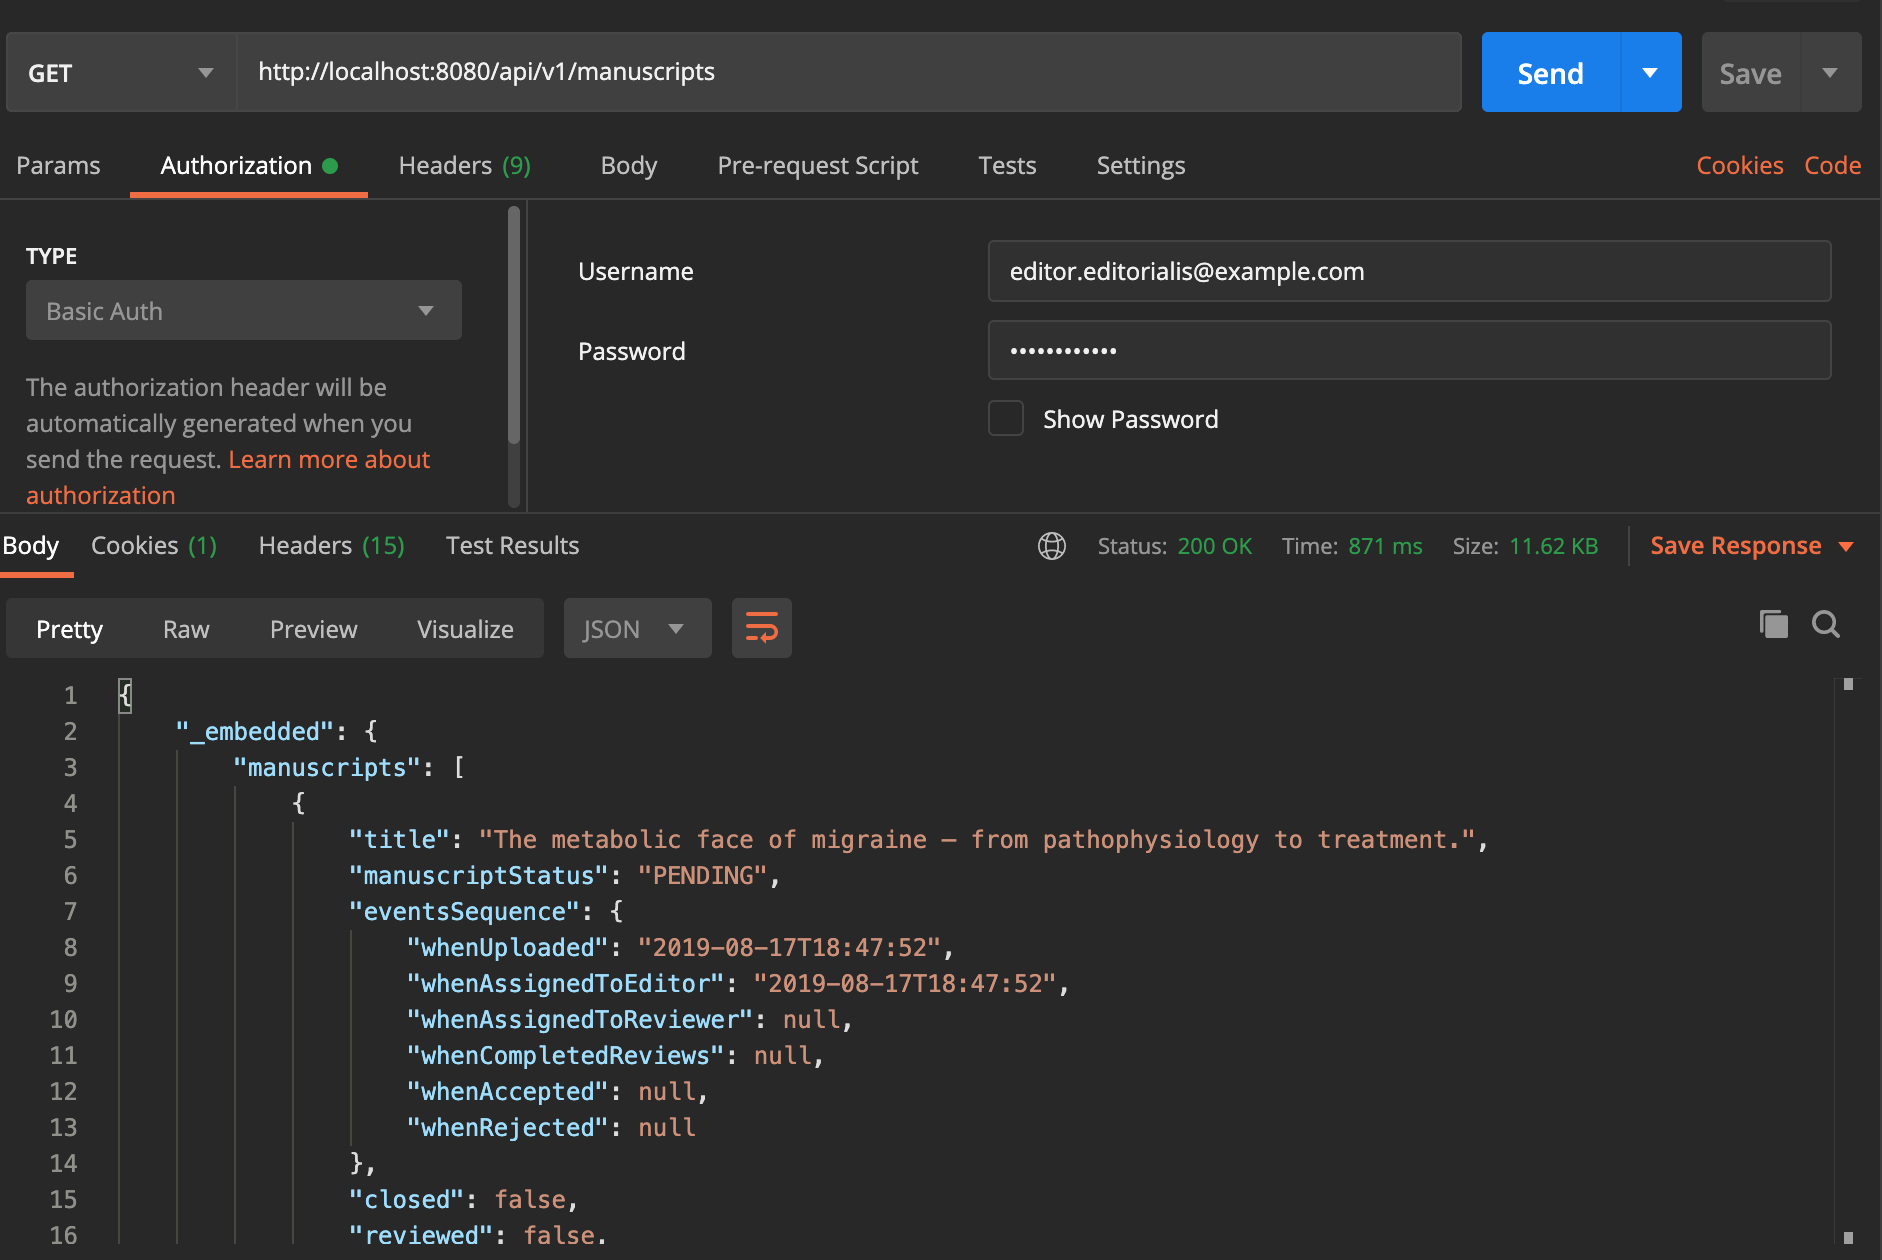 GET http://localhost:8080/api/v1/manuscripts Send Save
Params Authorization Headers (9) Body Pre-request Script Tests Settings Cookies Code
TYPE
Basic Auth
The authorization header will be
automatically generated when you
send the request. Learn more about
authorization
Username editor.editorialis@example.com
Password ••••••••••••
Show Password
Body Cookies (1) Headers (15) Test Results Status: 200 OK Time: 871 ms Size: 11.62 KB Save Response
Pretty Raw Preview Visualize JSON
1 {
2 "_embedded": {
3 "manuscripts": [
4 {
5 "title": "The metabolic face of migraine – from pathophysiology to treatment.",
6 "manuscriptStatus": "PENDING",
7 "eventsSequence": {
8 "whenUploaded": "2019-08-17T18:47:52",
9 "whenAssignedToEditor": "2019-08-17T18:47:52",
10 "whenAssignedToReviewer": null,
11 "whenCompletedReviews": null,
12 "whenAccepted": null,
13 "whenRejected": null
14 },
15 "closed": false,
16 "reviewed": false,